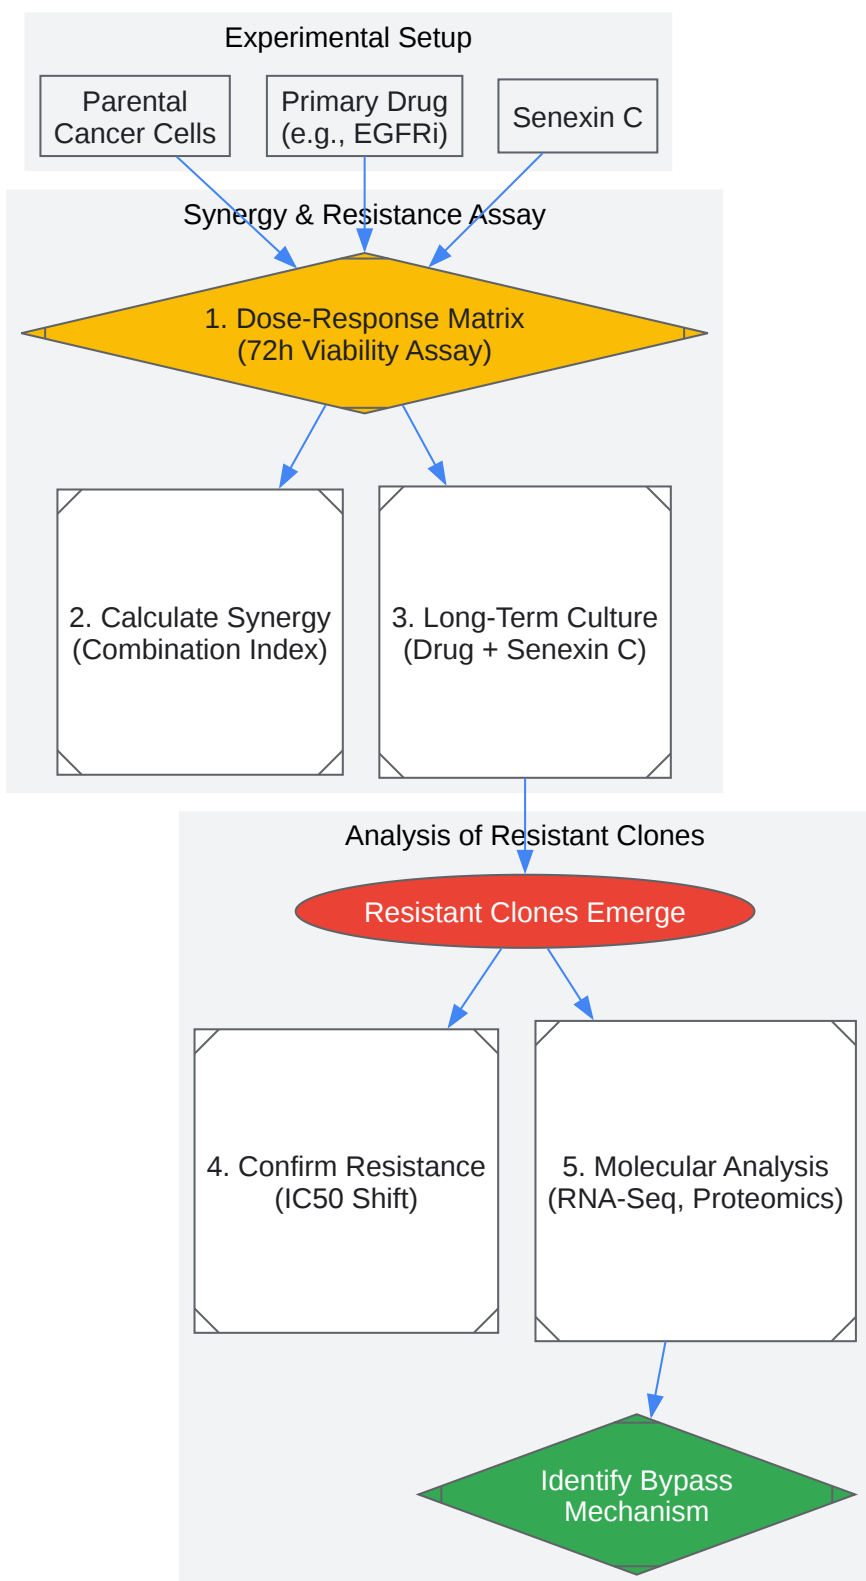 Experimental Setup
Parental
Cancer Cells
Primary Drug
(e.g., EGFRi)
Senexin C
Synergy & Resistance Assay
1. Dose-Response Matrix
(72h Viability Assay)
2. Calculate Synergy
(Combination Index)
3. Long-Term Culture
(Drug + Senexin C)
Analysis of Resistant Clones
Resistant Clones Emerge
4. Confirm Resistance
(IC50 Shift)
5. Molecular Analysis
(RNA-Seq, Proteomics)
Identify Bypass
Mechanism